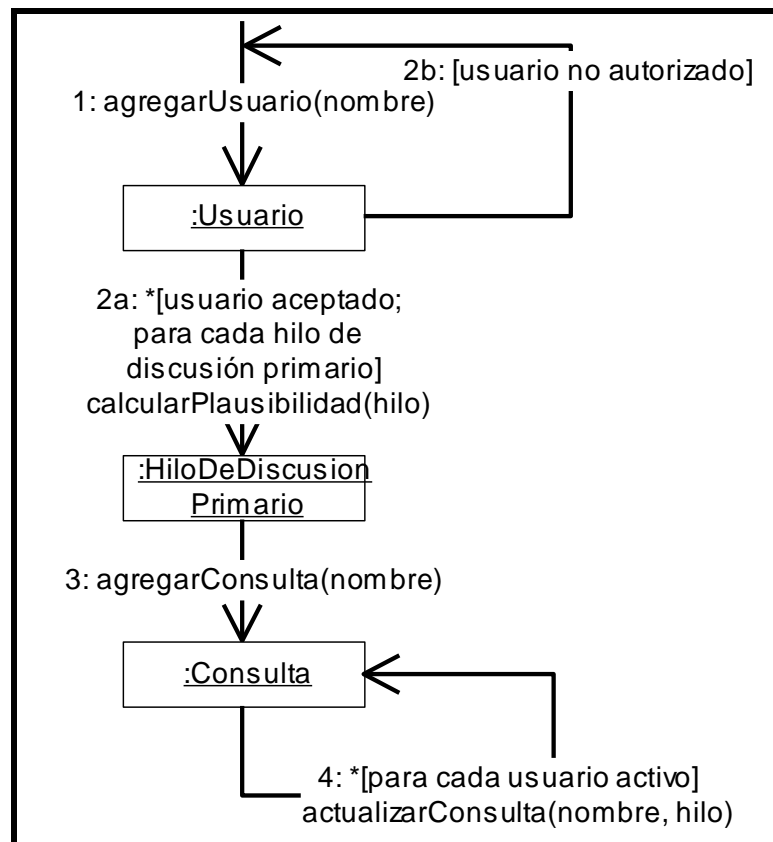 2b: [usuario no autorizado]
1: agregarUsuario(nombre)
:Usuario
2a: *[usuario aceptado;
para cada hilo de
discusión primario]
calcularPlausibilidad(hilo)
:HiloDeDiscusion
Primario
3: agregarConsulta(nombre)
:Consulta
4: *[para cada usuario activo]
actualizarConsulta(nombre, hilo)